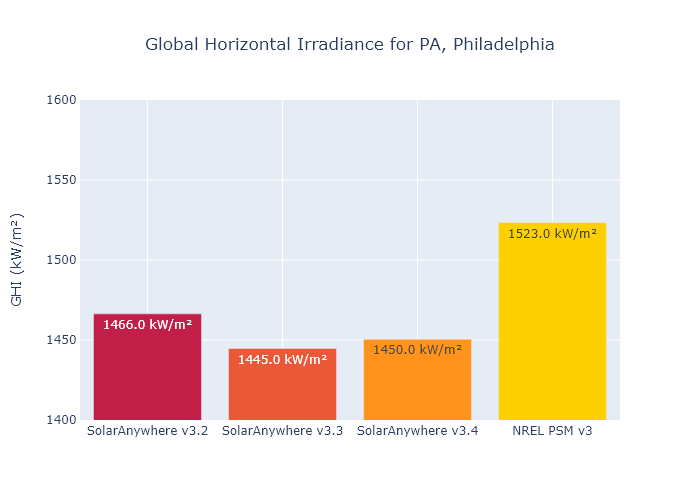 Global Horizontal Irradiance for PA, Philadelphia
GHI (kW/m²)
1600
1550
1500
1450
1400
1466.0 kW/m²
1445.0 kW/m²
1450.0 kW/m²
1523.0 kW/m²
SolarAnywhere v3.2
SolarAnywhere v3.3
SolarAnywhere v3.4
NREL PSM v3